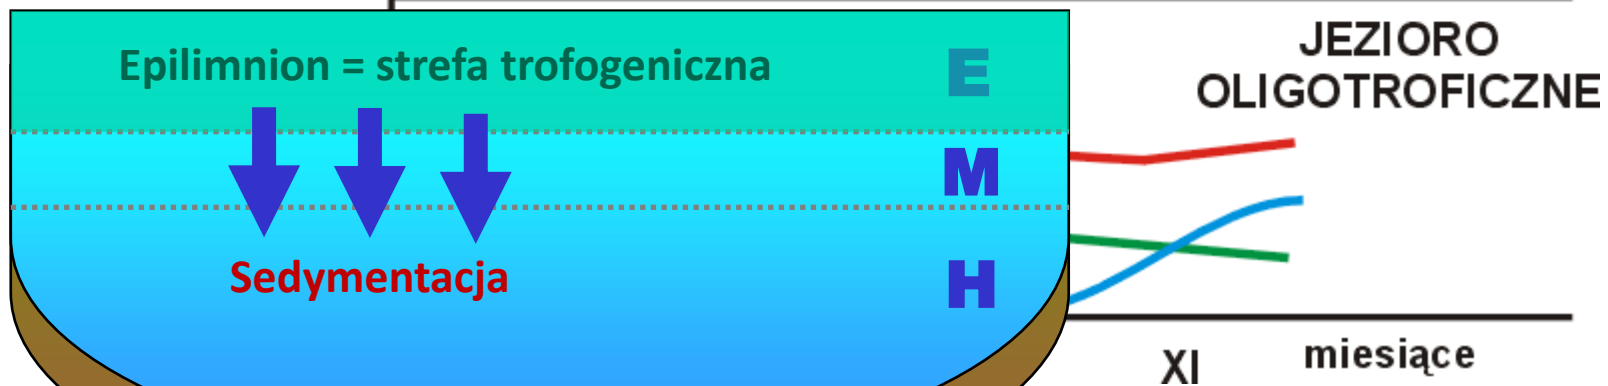 Epilimnion = strefa trofogeniczna
E
M
Sedymentacja
H
JEZIORO
OLIGOTROFICZNE
XI
miesiące